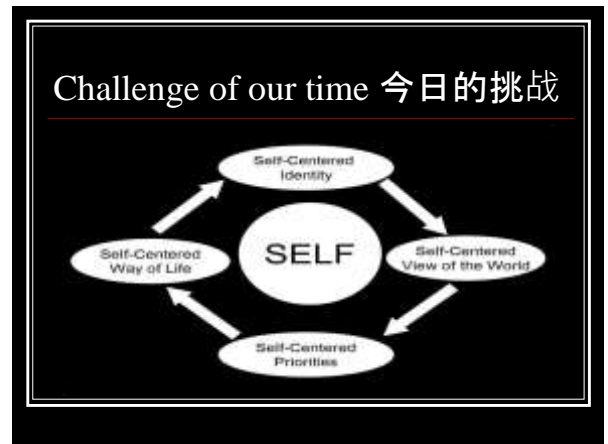 Challenge of our time 今日的挑战
Self-Centered
Identity
Self-Centered
Way of Life
SELF
Self-Centered
View of the World
Self-Centered
Priorities